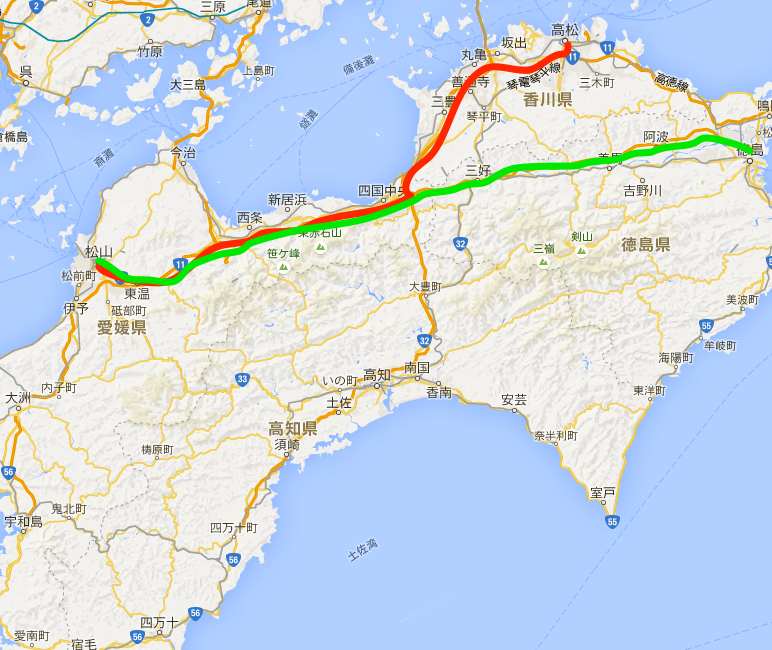 三原
尾道
2
2
竹原
呉
大三島
上島町
備後灘
燧灘
倉橋島
斎灘
今治
高松
坂出
丸亀
11
11
善通寺
琴電琴平線
三木町
高徳線
三豊
琴平町
香川県
鳴
松
阿波
美馬
徳島
三好
吉野川
四国中央
新居浜
西条
東赤石山
笹ケ峰
32
三嶺
剣山
徳島県
松山
11
松前町
東温
伊予
砥部町
愛媛県
大豊町
美波町
55
牟岐町
32
海陽町
内子町
33
いの町
高知
南国
香南
東洋町
大洲
土佐
安芸
高知県
須崎
奈半利町
梼原町
56
室戸
55
鬼北町
宇和島
四万十町
土佐湾
56
56
四万十
56
愛南町
宿毛